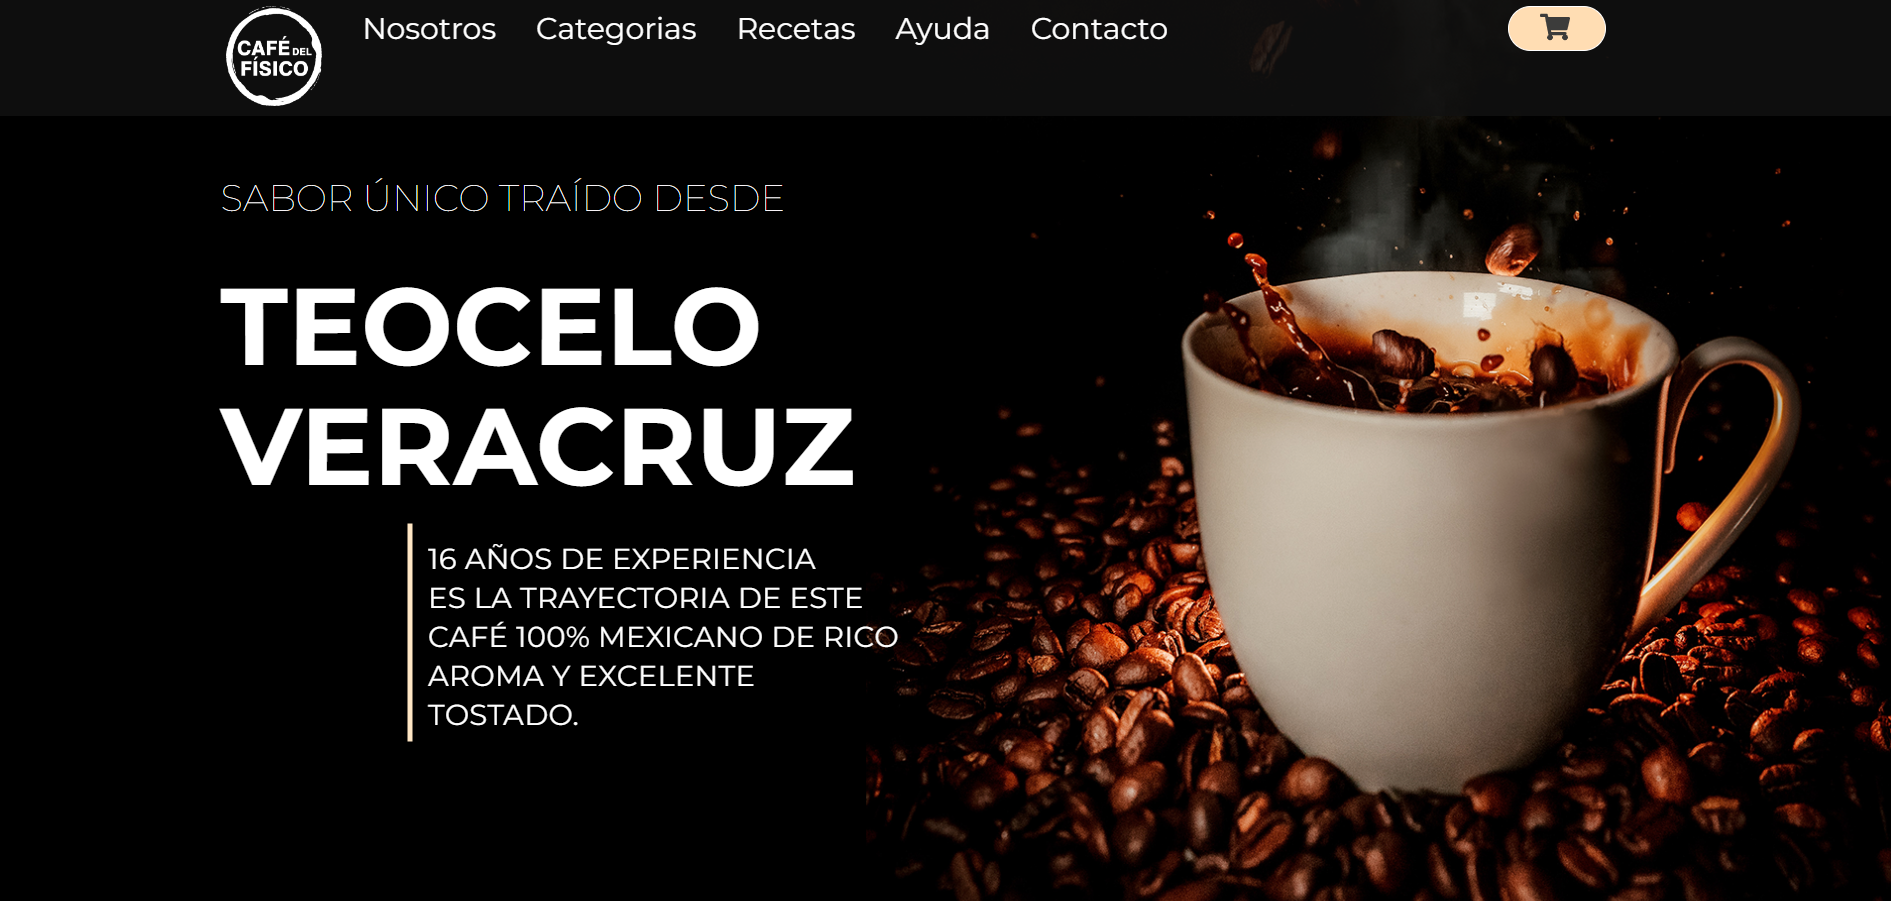 CAFÉ DEL
FÍSICO
Nosotros Categorias Recetas Ayuda Contacto
SABOR ÚNICO TRAÍDO DESDE
TEOCELO
VERACRUZ
16 AÑOS DE EXPERIENCIA
ES LA TRAYECTORIA DE ESTE
CAFÉ 100% MEXICANO DE RICO
AROMA Y EXCELENTE
TOSTADO.